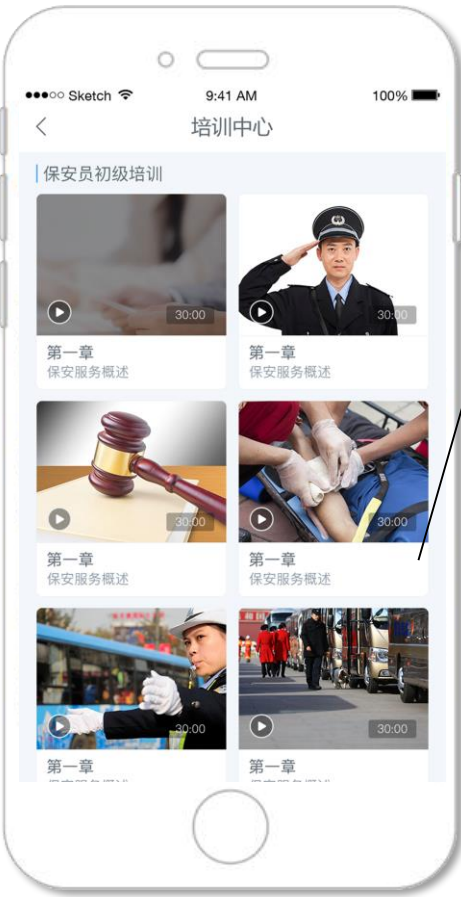 ●●●○○ Sketch 9:41 AM 100%
培训中心
保安员初级培训
30:00 30:00
第一章 第一章
保安服务概述 保安服务概述
30:00 30:00
第一章 第一章
保安服务概述 保安服务概述
30:00 30:00
第一章 第一章